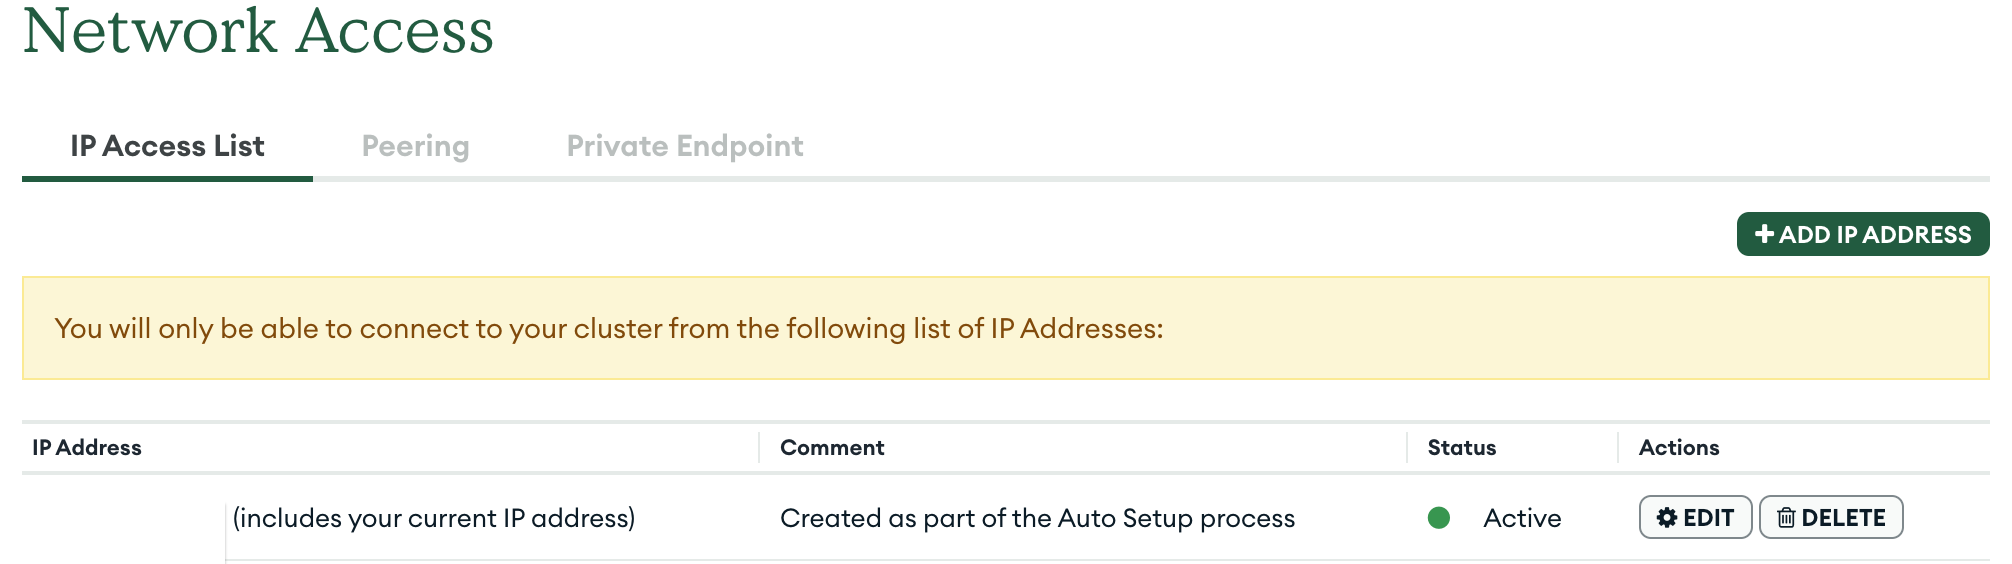 Network Access
IP Access List Peering Private Endpoint
ADD IP ADDRESS
You will only be able to connect to your cluster from the following list of IP Addresses:
IP Address Comment Status Actions
(includes your current IP address) Created as part of the Auto Setup process Active EDIT DELETE